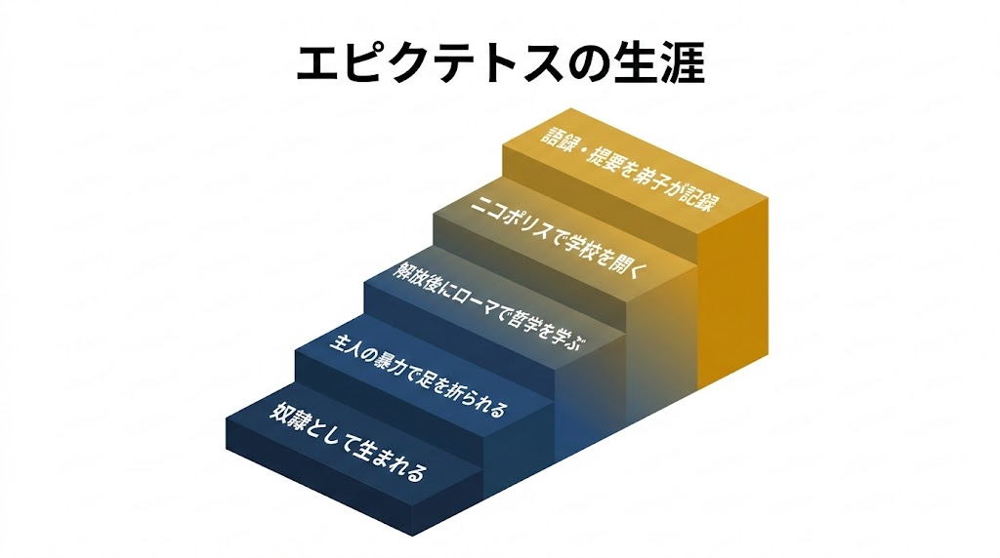 エピクテトスの生涯
語録・提要を弟子が記録
ニコポリスで学校を開く
解放後にローマで哲学を学ぶ
主人の暴力で足を折られる
奴隷として生まれる